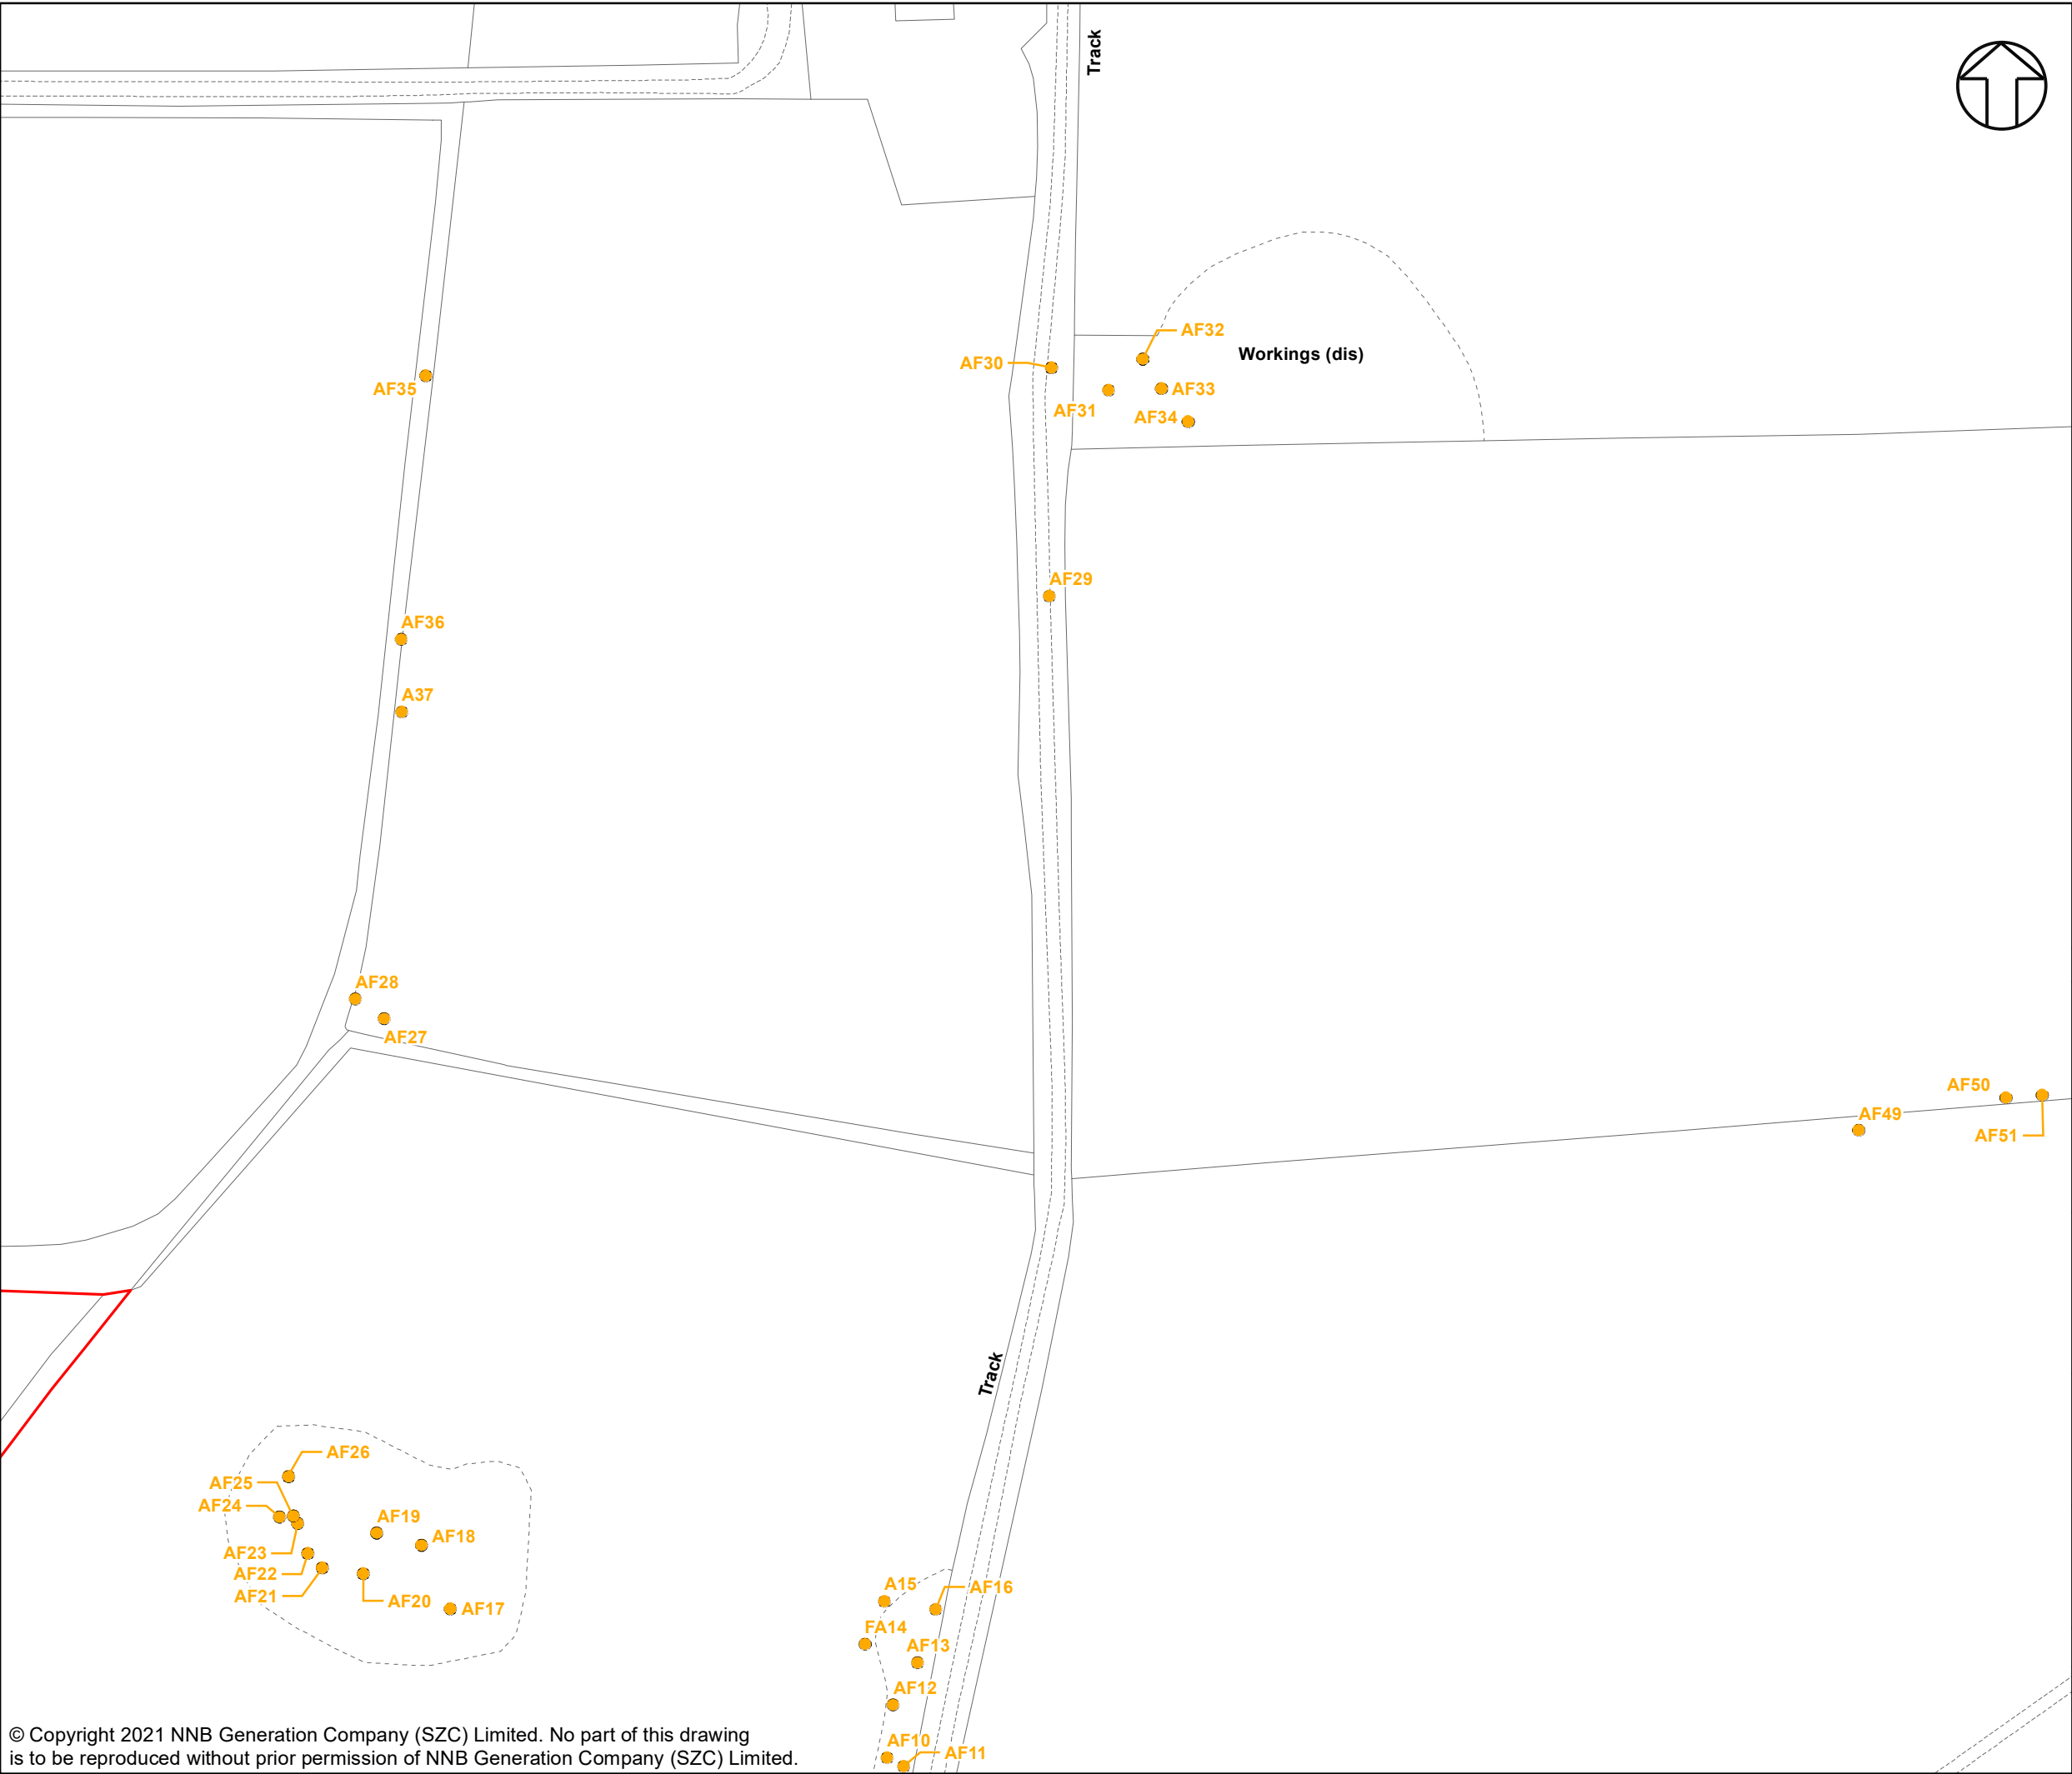 Track
AF32
Workings (dis)
AF30
AF33
AF35
AF31
AF34
AF29
AF36
A37
AF28
AF27
AF50
AF49
AF51
Track
AF26
AF25
AF24
AF19
AF18
AF23
AF22
AF21
AF20
AF17
A15
AF16
FA14
AF13
AF12
AF10
AF11
© Copyright 2021 NNB Generation Company (SZC) Limited. No part of this drawing
is to be reproduced without prior permission of NNB Generation Company (SZC) Limited.